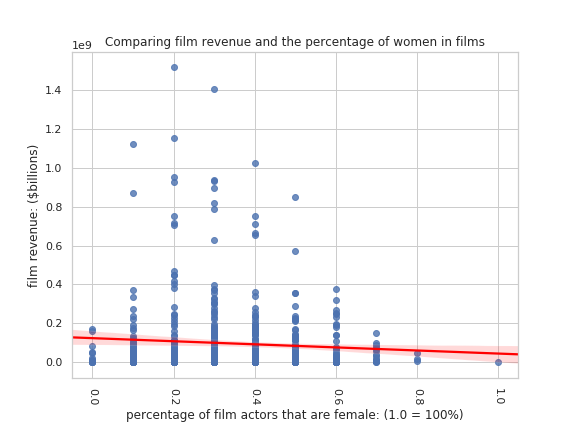 Comparing film revenue and the percentage of women in films
1e9
1.4
1.2
1.0
0.8
0.6
0.4
0.2
0.0
film revenue: ($billions)
0.0 0.2 0.4 0.6 0.8 1.0
percentage of film actors that are female: (1.0 = 100%)